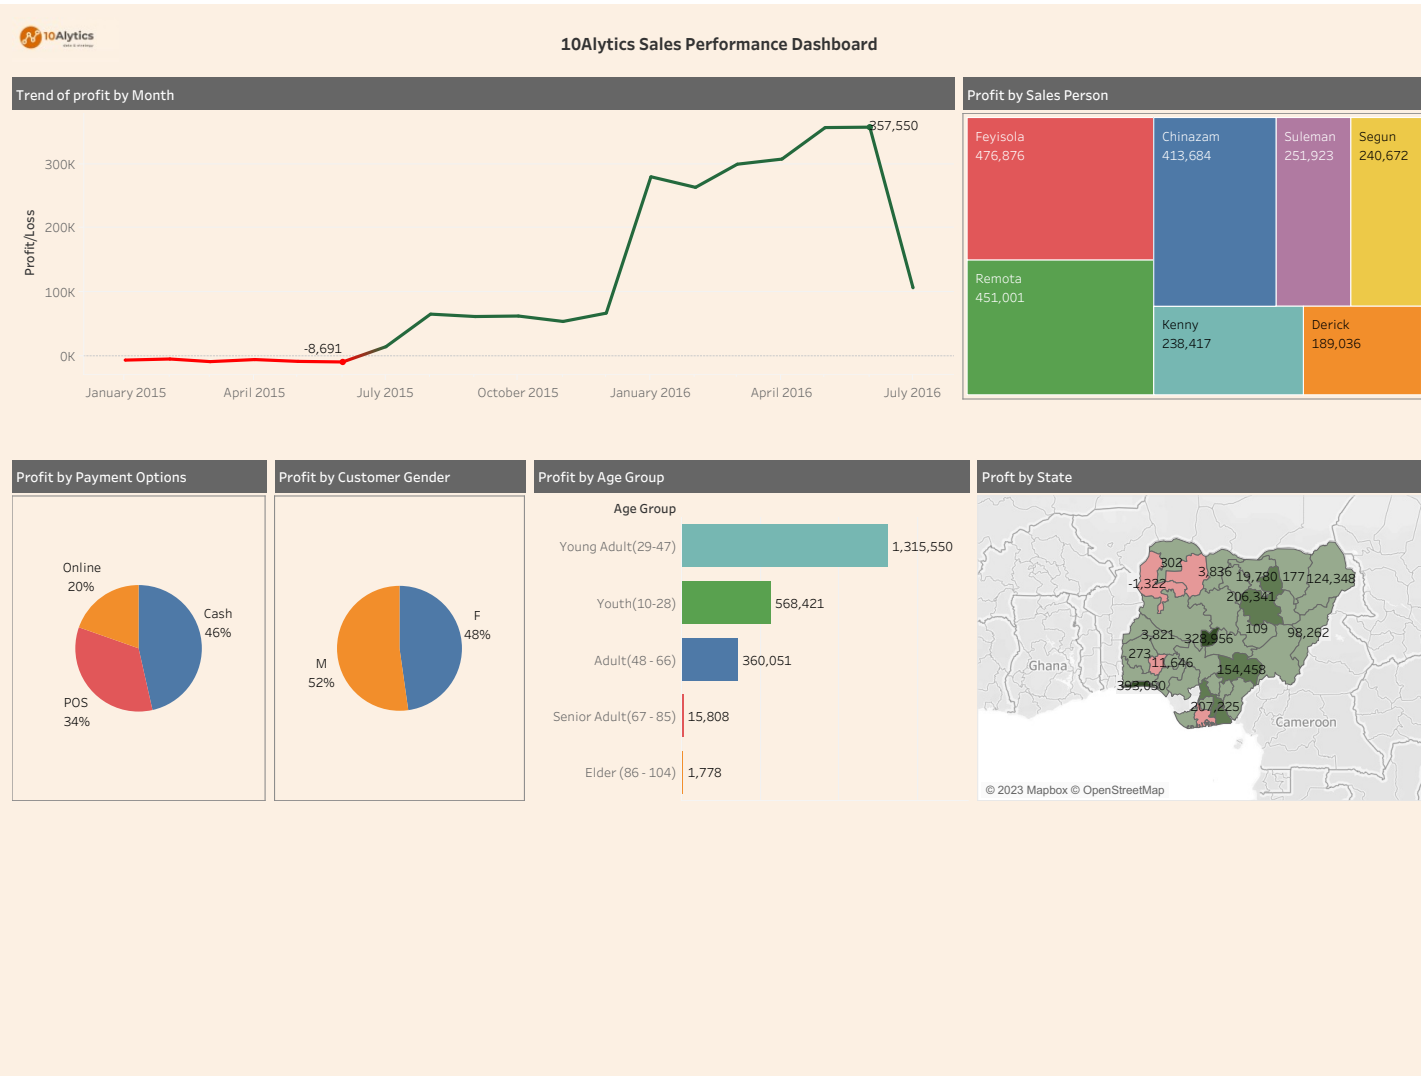 10Alytics
data & strategy
10Alytics Sales Performance Dashboard
Trend of profit by Month
Profit/Loss
357,550
300K
200K
100K
-8,691
0K
January 2015
April 2015
July 2015
October 2015
January 2016
April 2016
July 2016
Profit by Sales Person
Feyisola
476,876
Chinazam
413,684
Suleman
251,923
Segun
240,672
Remota
451,001
Kenny
238,417
Derick
189,036
Profit by Payment Options
Online
20%
Cash
46%
POS
34%
Profit by Customer Gender
F
48%
M
52%
Profit by Age Group
Age Group
Young Adult(29-47)
1,315,550
Youth(10-28)
568,421
Adult(48 - 66)
360,051
Senior Adult(67 - 85)
15,808
Elder (86 - 104)
1,778
Proft by State
302
-1,322
3,836
19,780
177
124,348
206,341
109
98,262
3,821
328,956
273
11,646
154,458
393,050
207,225
Ghana
Cameroon
© 2023 Mapbox © OpenStreetMap